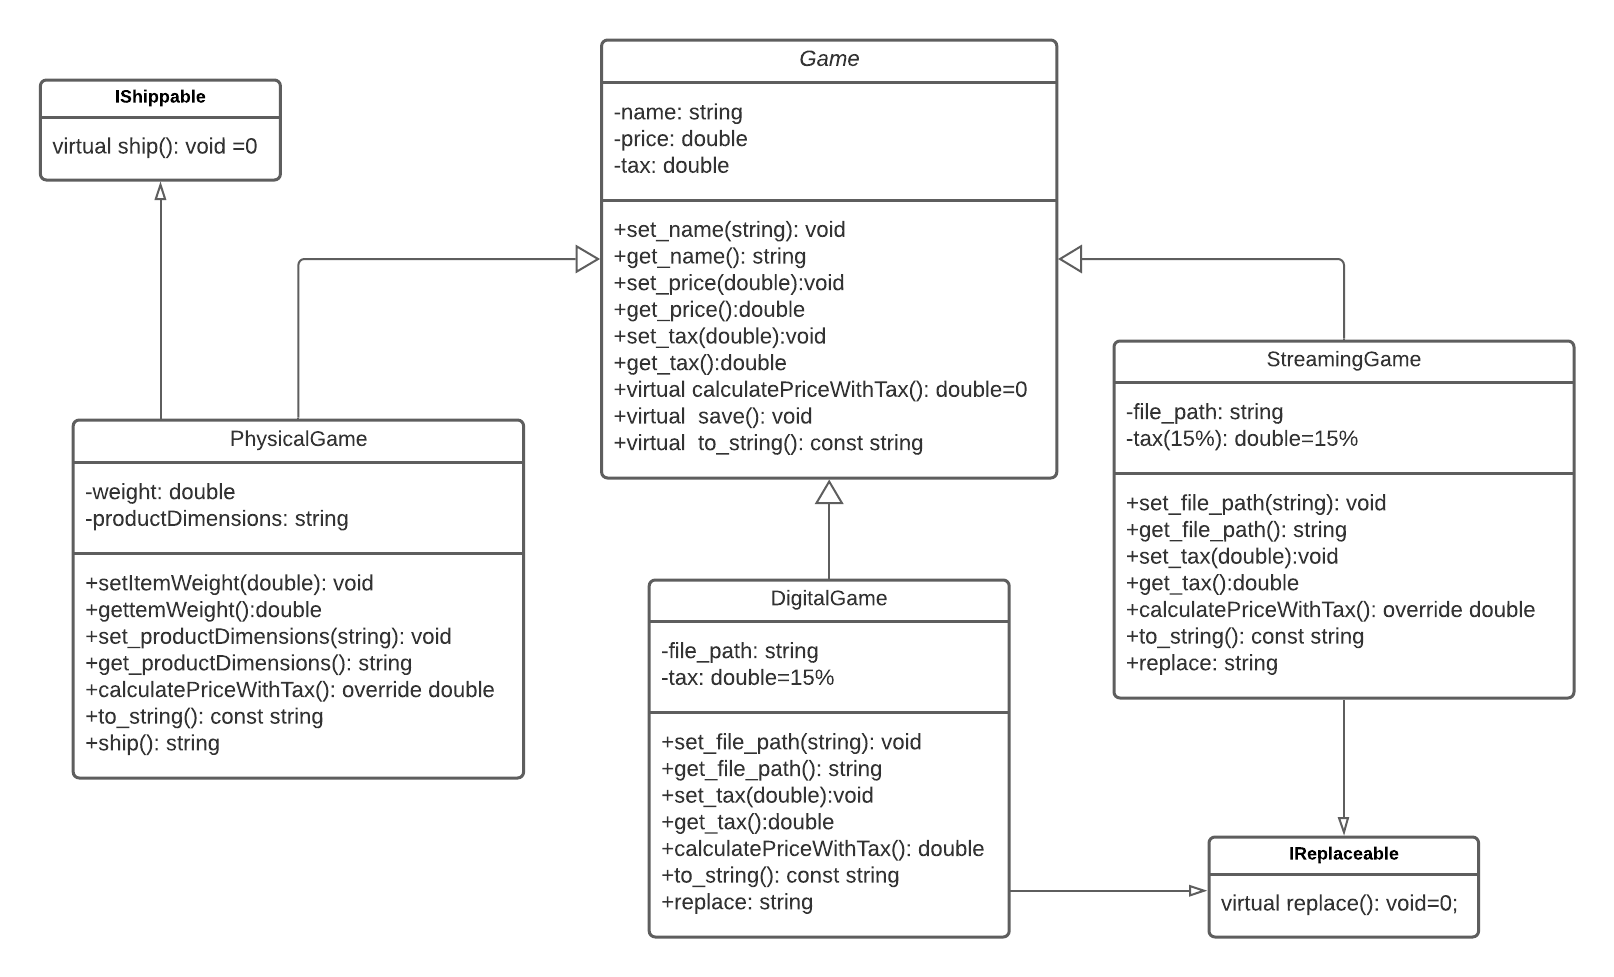 Game
-name: string
-price: double
-tax: double
+set_name(string): void
+get_name(): string
+set_price(double):void
+get_price():double
+set_tax(double):void
+get_tax():double
+virtual calculatePriceWithTax(): double=0
+virtual  save(): void
+virtual  to_string(): const string
IShippable
virtual ship(): void =0
PhysicalGame
-weight: double
-productDimensions: string
+setItemWeight(double): void
+gettemWeight():double
+set_productDimensions(string): void
+get_productDimensions(): string
+calculatePriceWithTax(): override double
+to_string(): const string
+ship(): string
DigitalGame
-file_path: string
-tax: double=15%
+set_file_path(string): void
+get_file_path(): string
+set_tax(double):void
+get_tax():double
+calculatePriceWithTax(): double
+to_string(): const string
+replace: string
StreamingGame
-file_path: string
-tax(15%): double=15%
+set_file_path(string): void
+get_file_path(): string
+set_tax(double):void
+get_tax():double
+calculatePriceWithTax(): override double
+to_string(): const string
+replace: string
IReplaceable
virtual replace(): void=0;